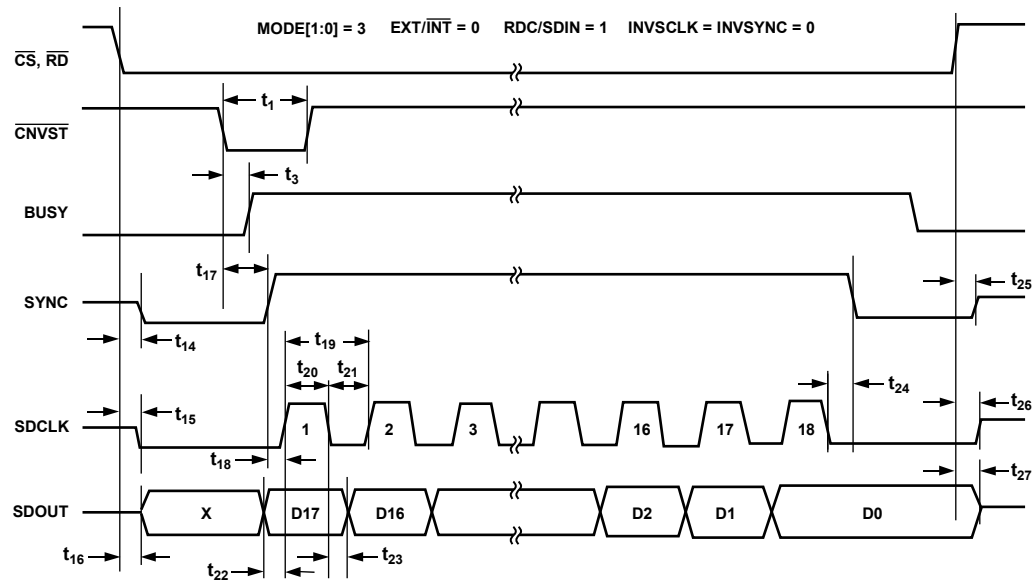 MODE[1:0] = 3 EXT/INT = 0 RDC/SDIN = 1 INVSCLK = INVSYNC = 0
CS, RD
t1
CNVST
t3
BUSY
t17
SYNC
t25
t14
t19
t20 t21
t24
t15
t26
SDCLK
1 2 3 16 17 18
t18
t27
SDOUT
X D17 D16 D2 D1 D0
t16
t22
t23